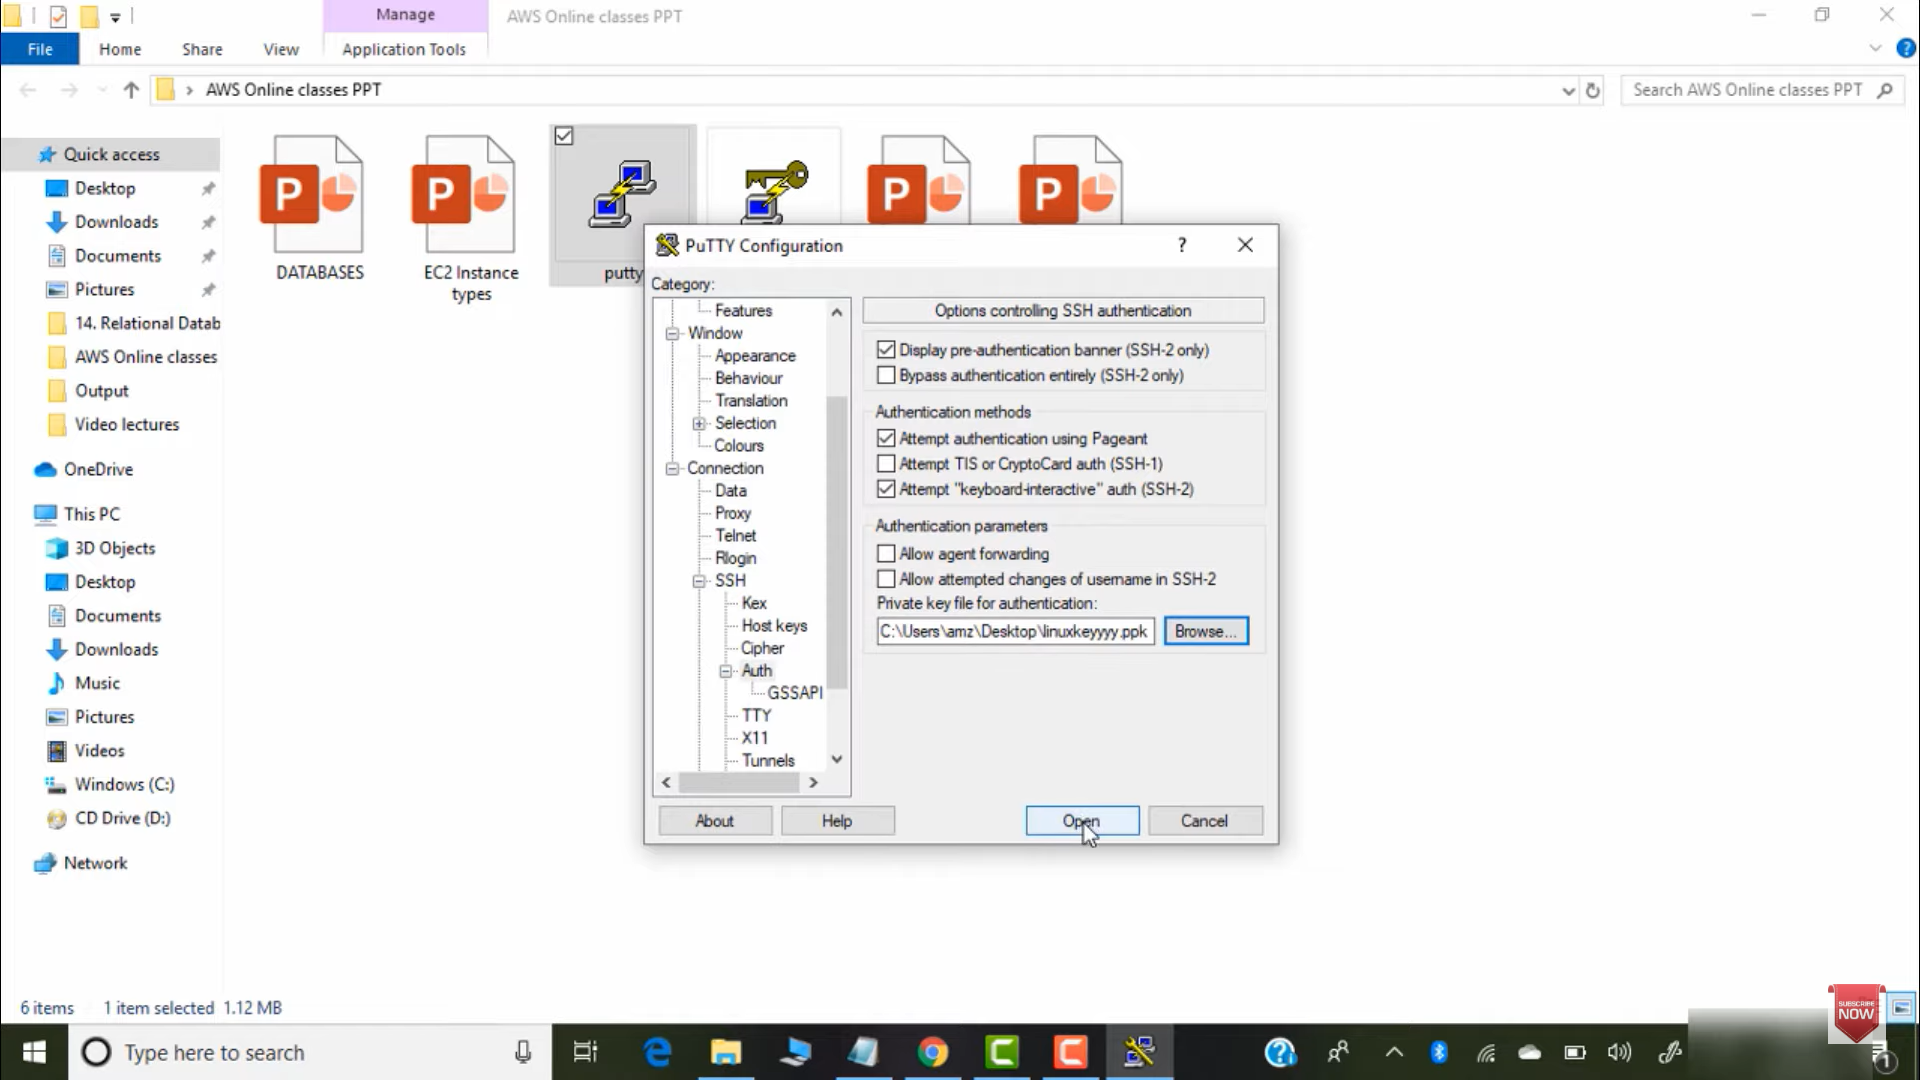 Manage
AWS Online classes PPT
File
Home
Share
View
Application Tools
AWS Online classes PPT
Search AWS Online classes PPT
Quick access
Desktop
Downloads
Documents
Pictures
14. Relational Datab
AWS Online classes
Output
Video lectures
OneDrive
This PC
3D Objects
Desktop
Documents
Downloads
Music
Pictures
Videos
Windows (C:)
CD Drive (D:)
Network
DATABASES
EC2 Instance
types
putty
PuTTY Configuration
?
Category:
Features
Window
Appearance
Behaviour
Translation
Selection
Colours
Connection
Data
Proxy
Telnet
Rlogin
SSH
Kex
Host keys
Cipher
Auth
GSSAPI
TTY
X11
Tunnels
Options controlling SSH authentication
Display pre-authentication banner (SSH-2 only)
Bypass authentication entirely (SSH-2 only)
Authentication methods
Attempt authentication using Pageant
Attempt TIS or CryptoCard auth (SSH-1)
Attempt "keyboard-interactive" auth (SSH-2)
Authentication parameters
Allow agent forwarding
Allow attempted changes of username in SSH-2
Private key file for authentication:
C:\Users\amz\Desktop\linuxkeyyyy.ppk
Browse...
About
Help
Open
Cancel
6 items
1 item selected 1.12 MB
SUBSCRIBE
NOW
Type here to search
1